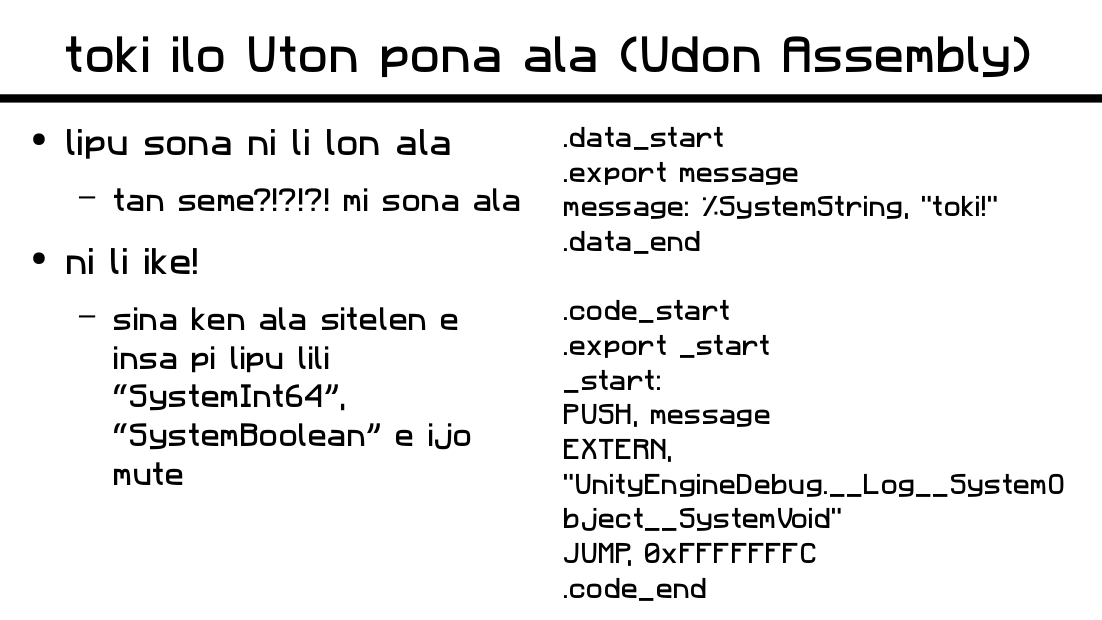 toki ilo Uton pona ala (Udon Assembly)
• lipu sona ni li lon ala
– tan seme?!?!?! mi sona ala
• ni li ike!
– sina ken ala sitelen e
insa pi lipu lili
“SystemInt64”,
“SystemBoolean” e ijo
mute
.data_start
.export message
message: %SystemString, "toki!"
.data_end
.code_start
.export _start
_start:
PUSH, message
EXTERN,
"UnityEngineDebug.__Log__SystemO
bject__SystemVoid"
JUMP, 0xFFFFFFFC
.code_end